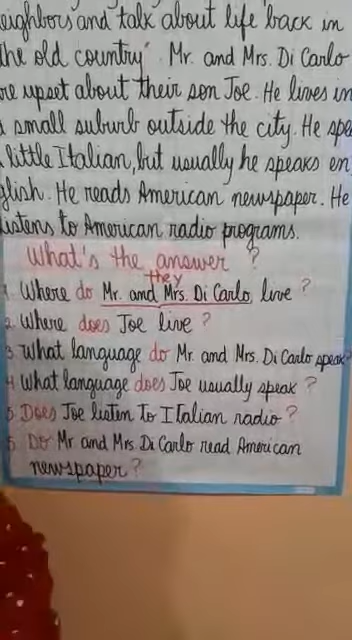 eighbors and talk about life back in
the old country". Mr. and Mrs. Di Carlo
re upset about their son Joe. He lives in
a small suburb outside the city. He spe
little Italian, but usually he speaks en
glish. He reads American newspaper. He
listens to American radio programs.
What's the answer ?
they
1. Where do Mr. and Mrs. Di Carlo live ?
2. Where does Joe live ?
3. What language do Mr. and Mrs. Di Carlo speak?
4. What language does Joe usually speak ?
5. Does Joe listen to Italian radio ?
5. Do Mr and Mrs Di Carlo read American
newspaper ?